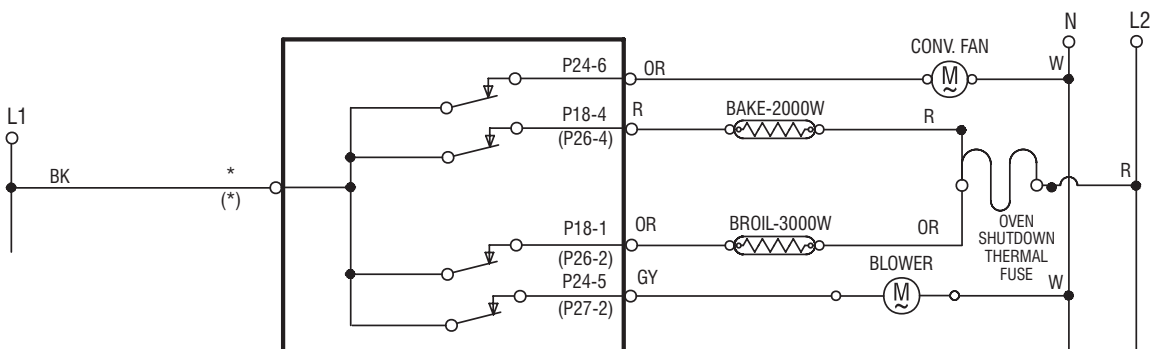 N
L2
CONV. FAN
W
P24-6
OR
M
~
L1
P18-4
R
BAKE-2000W
R
(P26-4)
BK
*
(*)
R
P18-1
OR
BROIL-3000W
OR
OVEN
SHUTDOWN
THERMAL
FUSE
(P26-2)
BLOWER
P24-5
GY
W
(P27-2)
M
~